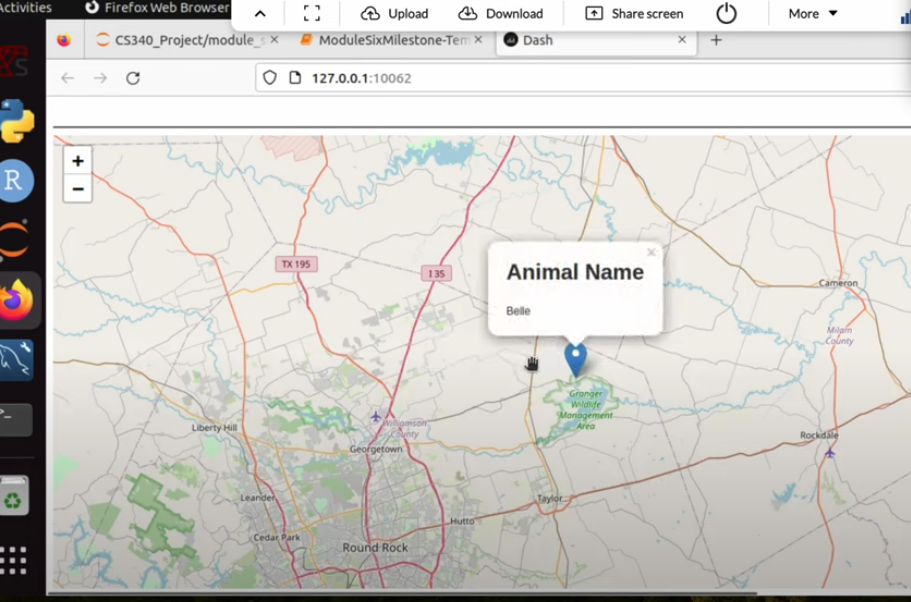 ctivities
Firefox Web Browser
Upload
Download
Share screen
More
CS340_Project/module_s
ModuleSixMilestone-Tem
Dash
127.0.0.1:10062
+
−
TX 195
I 35
Animal Name
Belle
Cameron
Milam
County
Granger
Wildlife
Management
Area
Liberty Hill
Williamson
County
Georgetown
Rockdale
Leander
Taylor
Hutto
Cedar Park
Round Rock
R